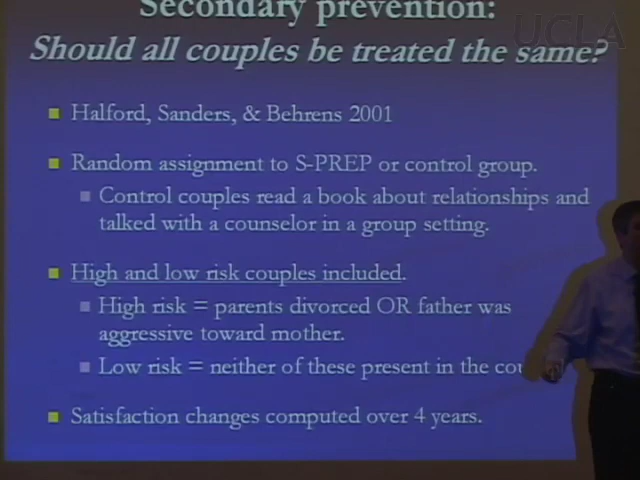 Secondary prevention:
UCLA
Should all couples be treated the same?
Halford, Sanders, & Behrens 2001
Random assignment to S-PREP or control group.
Control couples read a book about relationships and
talked with a counselor in a group setting.
High and low risk couples included.
High risk = parents divorced OR father was
aggressive toward mother.
Low risk = neither of these present in the
Satisfaction changes computed over 4 years.